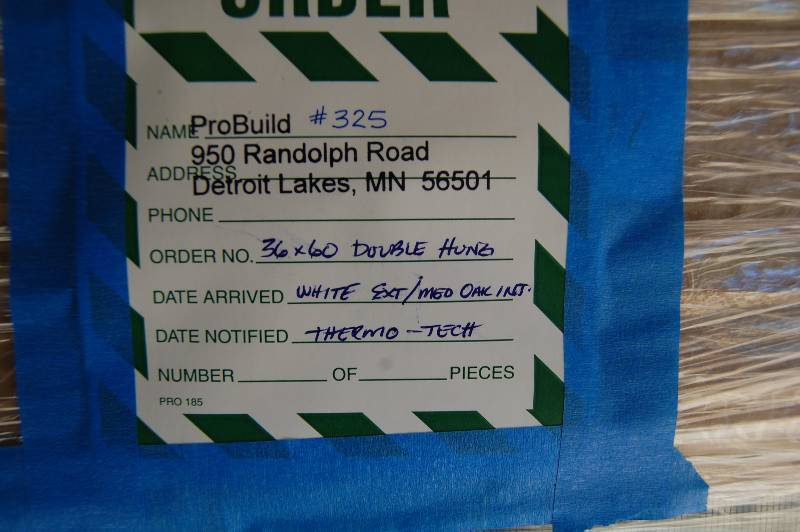 ORDER
NAME ProBuild #325
950 Randolph Road
ADDRESS
Detroit Lakes, MN 56501
PHONE
ORDER NO. 36x60 DOUBLE HUNG
DATE ARRIVED WHITE EXT/MED OAK INT.
DATE NOTIFIED THERMO-TECH
NUMBER OF PIECES
PRO 185